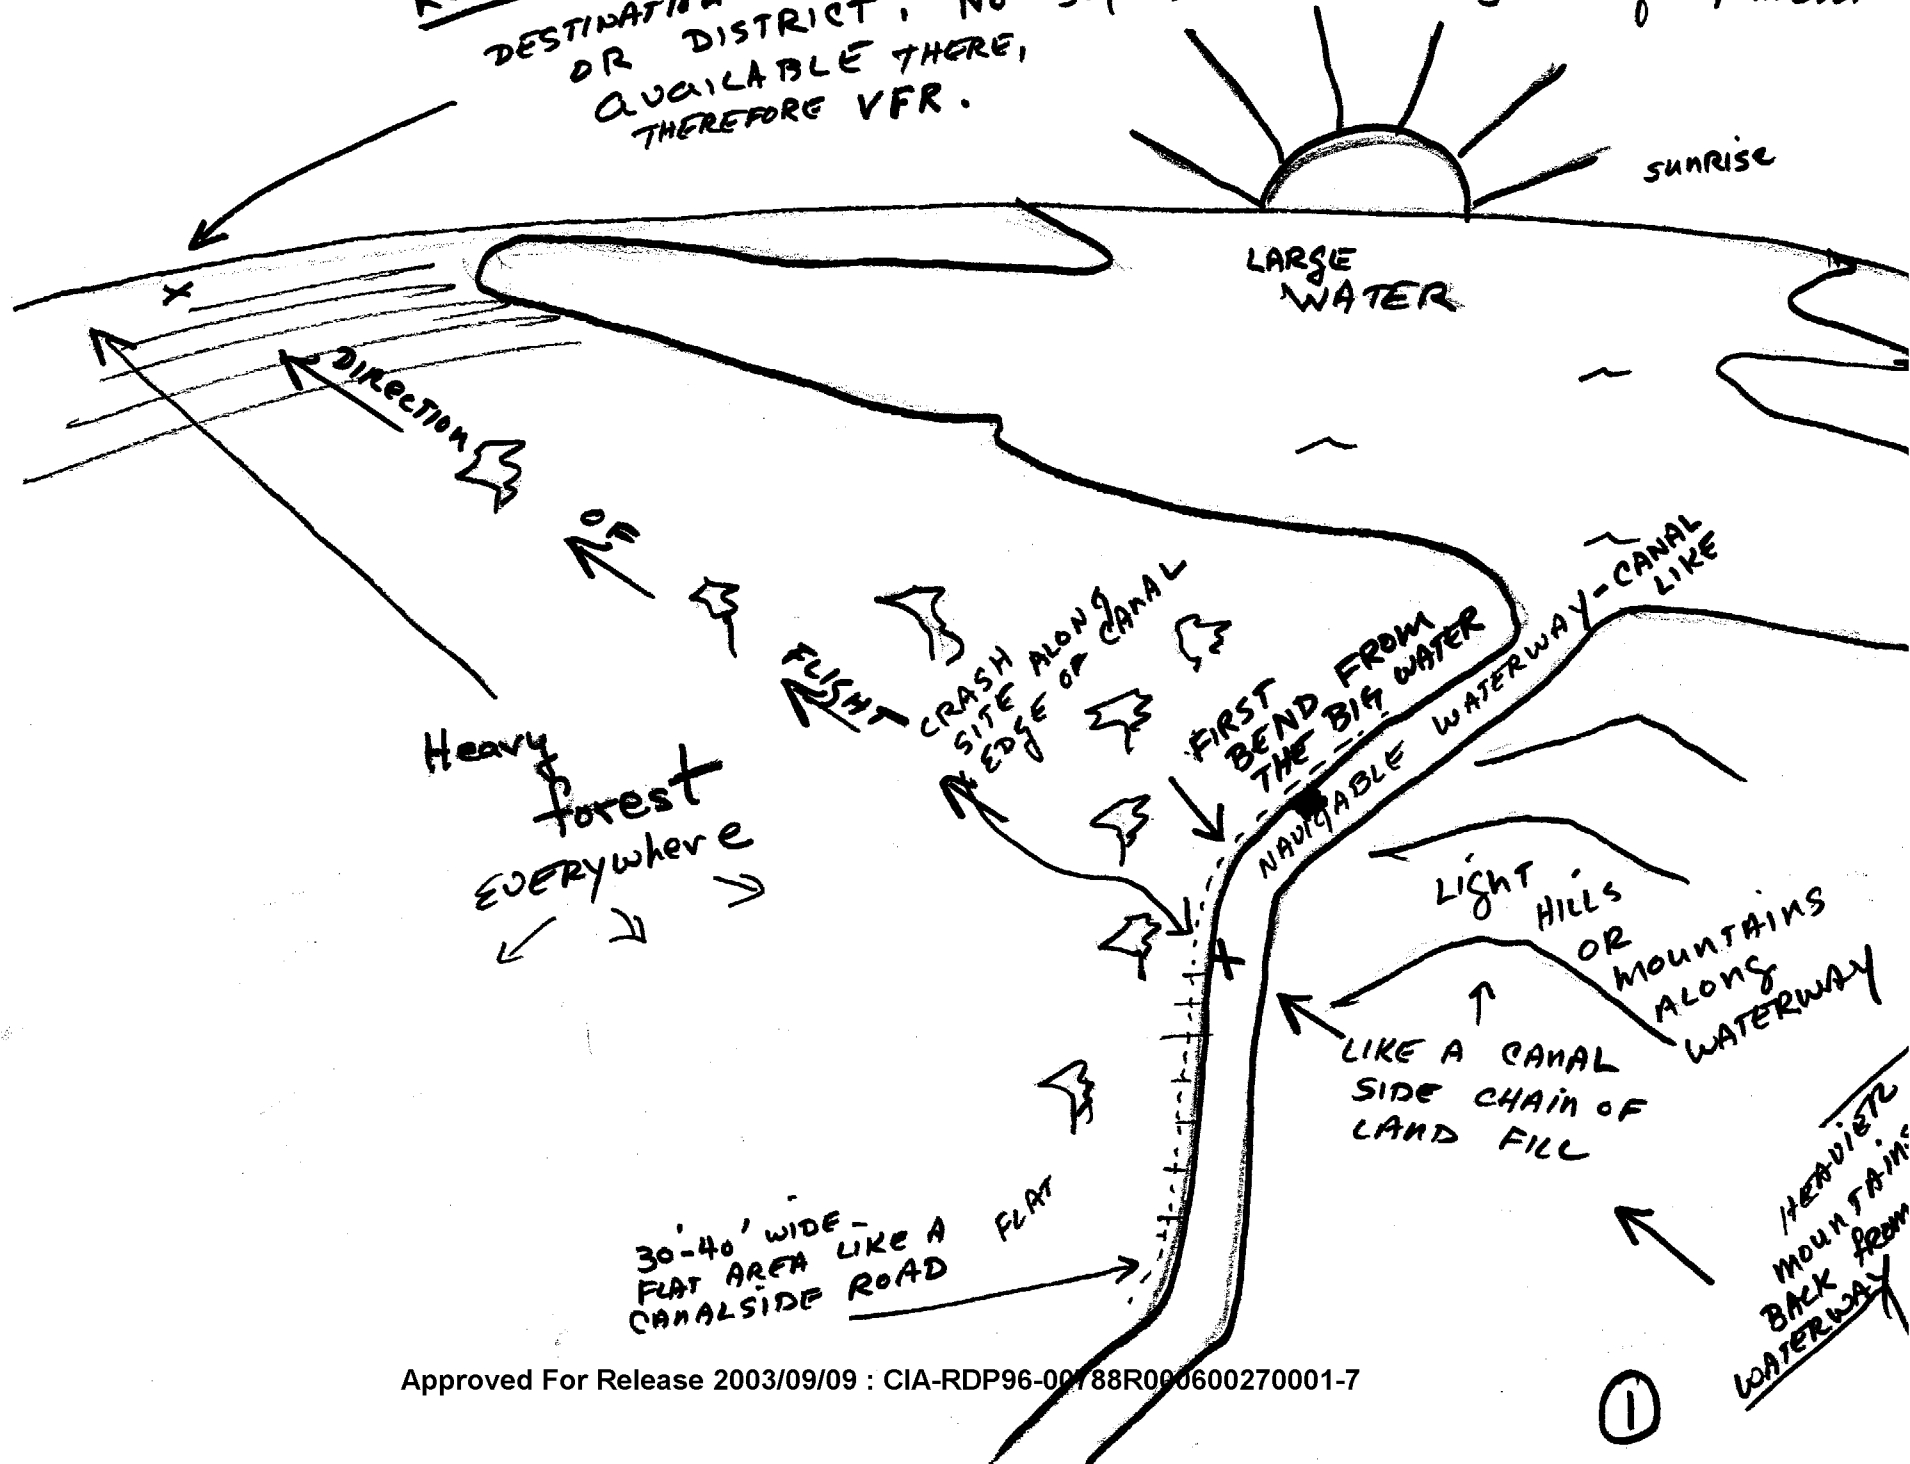 DESTINATION
OR DISTRICT. NO
AVAILABLE THERE,
THEREFORE VFR.
sunrise
LARGE
WATER
DIRECTION
OF
FLIGHT
CRASH
SITE ALONG
EDGE OF CANAL
FIRST
BEND FROM
THE BIG WATER
NAVIGABLE WATERWAY - CANAL
LIKE
Heavy
forest
EVERYwhere
Light
HILLS
OR
mountains
ALONG
WATERWAY
LIKE A CANAL
SIDE CHAIN OF
LAND FILL
HEAVIER
mountains
BACK from
WATERWAY
FLAT
30'-40' WIDE -
FLAT AREA LIKE A
CANALSIDE ROAD
Approved For Release 2003/09/09 : CIA-RDP96-00788R000600270001-7
1